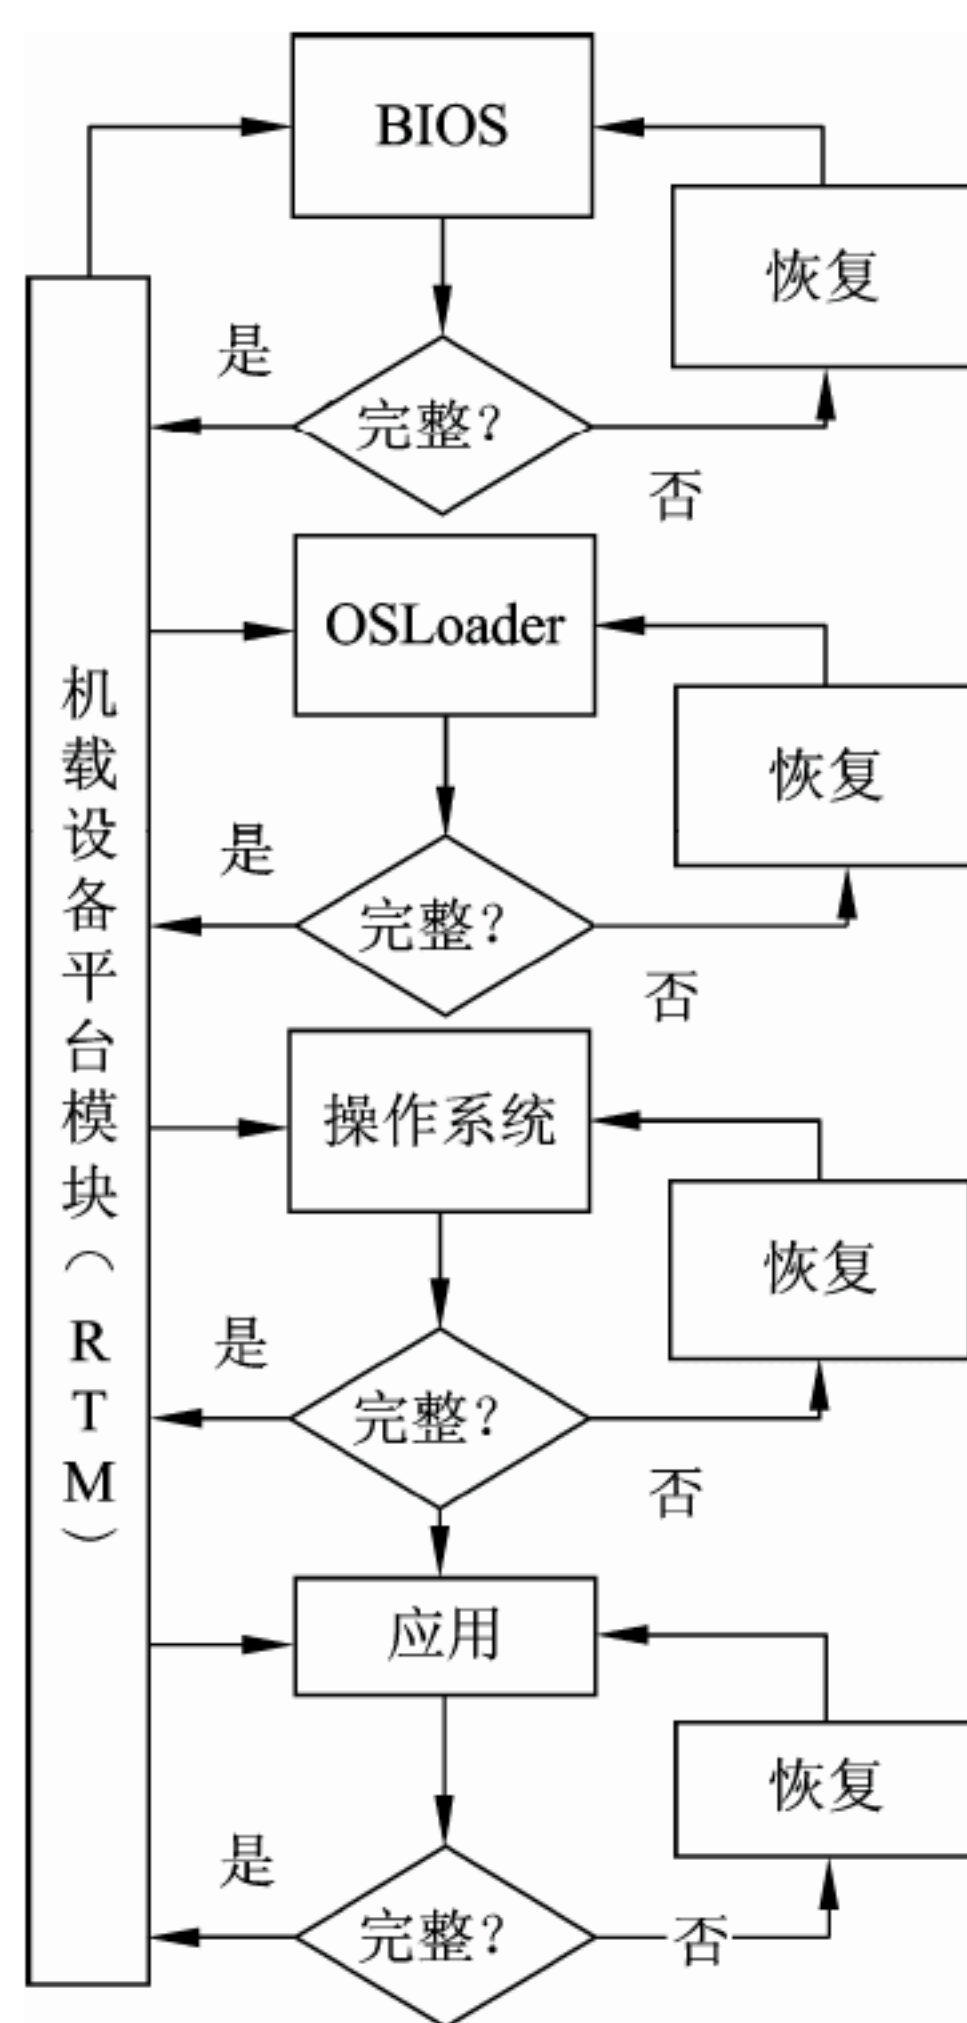 BIOS
恢复
是
完整?
否
OSLoader
恢复
是
完整?
否
机载设备平台模块(RTM)
操作系统
恢复
是
完整?
否
应用
恢复
是
完整?
否